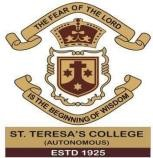 THE FEAR OF THE LORD
IS THE BEGINNING OF WISDOM
ST. TERESA'S COLLEGE
(AUTONOMOUS)
ESTD 1925